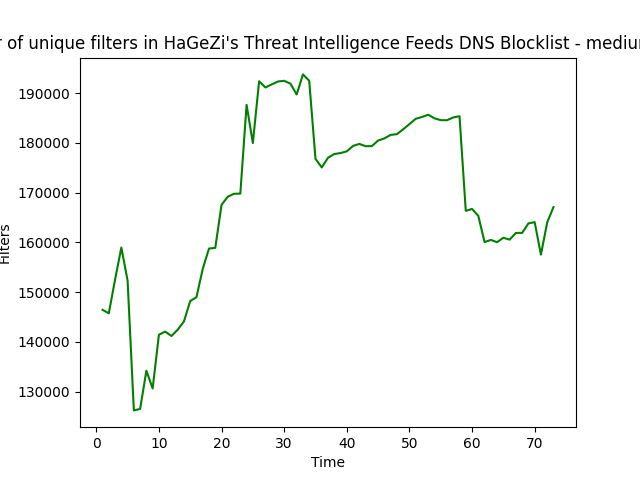 of unique filters in HaGeZi's Threat Intelligence Feeds DNS Blocklist - medium
190000
180000
170000
160000
150000
140000
130000
Filters
0 10 20 30 40 50 60 70
Time